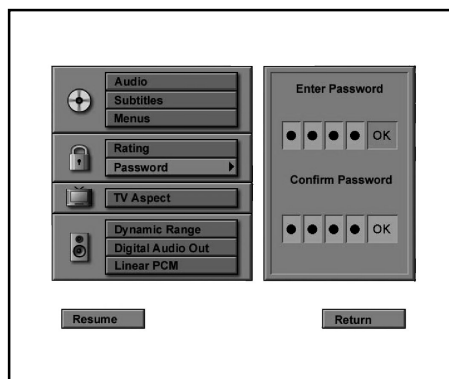 Audio
Subtitles
Menus
Rating
Password
TV Aspect
Dynamic Range
Digital Audio Out
Linear PCM
Enter Password
OK
Confirm Password
OK
Resume
Return